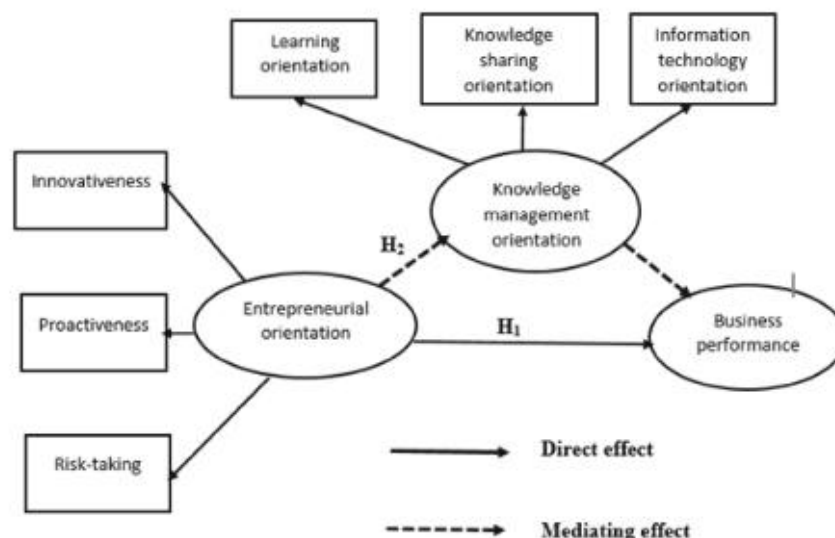 Learning
orientation
Knowledge
sharing
orientation
Information
technology
orientation
Innovativeness
Knowledge
management
orientation
H₂
Entrepreneurial
orientation
Proactiveness
H₁
Business
performance
Risk-taking
Direct effect
Mediating effect